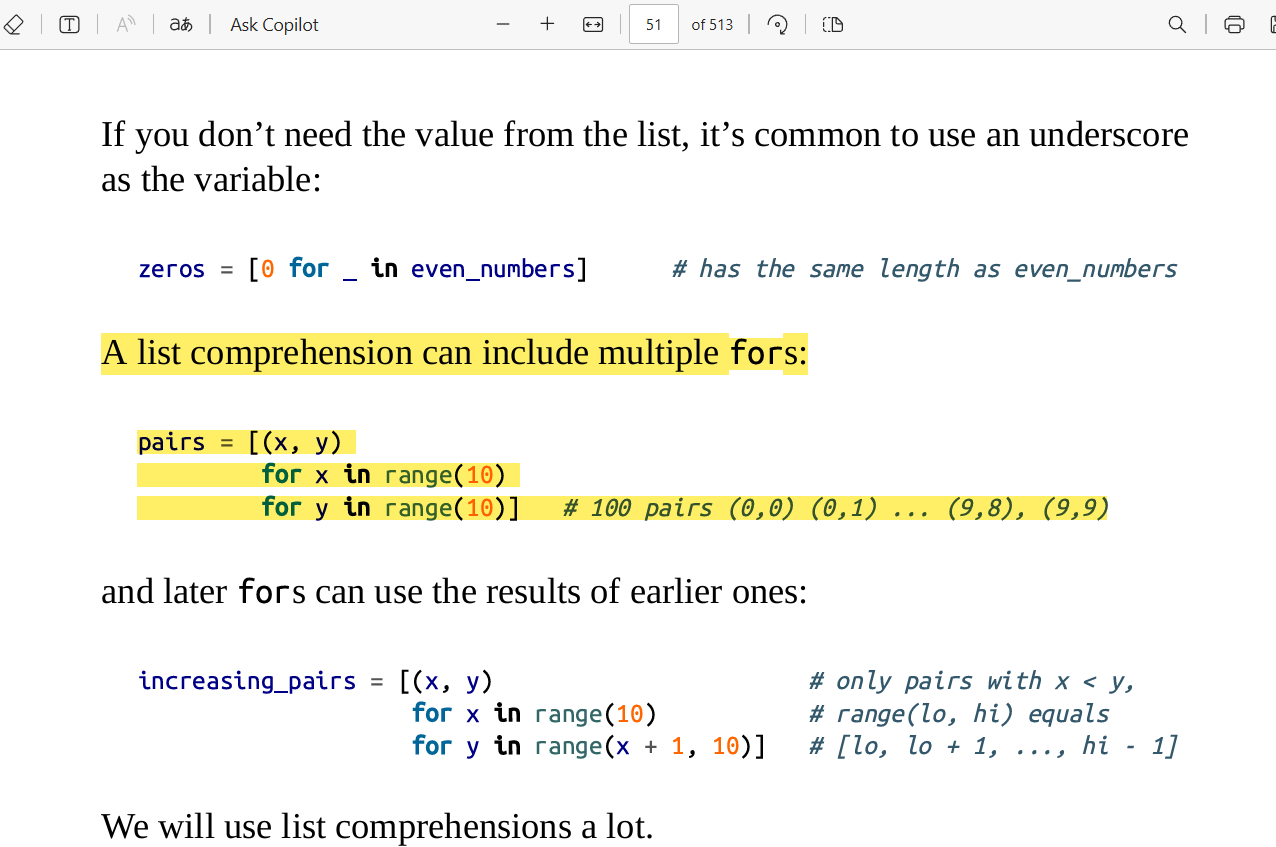 Ask Copilot
51 of 513
If you don’t need the value from the list, it’s common to use an underscore
as the variable:
zeros = [0 for _ in even_numbers]      # has the same length as even_numbers
A list comprehension can include multiple fors:
pairs = [(x, y)
         for x in range(10)
         for y in range(10)]   # 100 pairs (0,0) (0,1) ... (9,8), (9,9)
and later fors can use the results of earlier ones:
increasing_pairs = [(x, y)                       # only pairs with x < y,
                    for x in range(10)           # range(lo, hi) equals
                    for y in range(x + 1, 10)]   # [lo, lo + 1, ..., hi - 1]
We will use list comprehensions a lot.